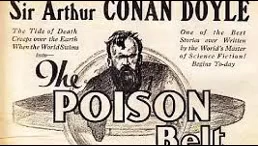 Sir Arthur CONAN DOYLE
The Tide of Death
Creeps over the Earth
When the World Swims
One of the Best
Stories ever Written
by the World's Master
of Science Fiction!
Begins To-day
The
POISON
Belt